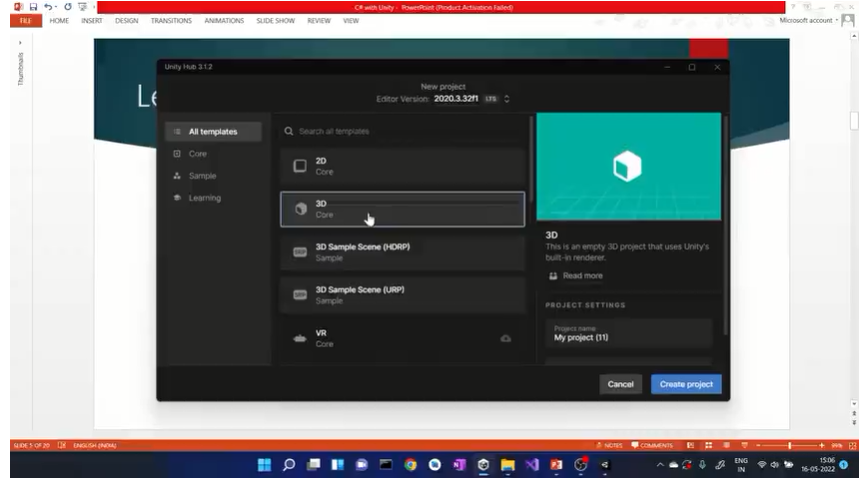 C# with Unity - PowerPoint (Product Activation Failed)
FILE HOME INSERT DESIGN TRANSITIONS ANIMATIONS SLIDE SHOW REVIEW VIEW
Microsoft account
Thumbnails
Le
Unity Hub 3.1.2
New project
Editor Version: 2020.3.32f1 LTS
All templates
Core
Sample
Learning
Search all templates
2D
Core
3D
Core
3D Sample Scene (HDRP)
Sample
3D Sample Scene (URP)
Sample
VR
Core
3D
This is an empty 3D project that uses Unity's
built-in renderer.
Read more
PROJECT SETTINGS
Project name
My project (11)
Cancel
Create project
SLIDE 5 OF 20 ENGLISH (INDIA)
NOTES COMMENTS
ENG
IN
15:06
16-05-2022